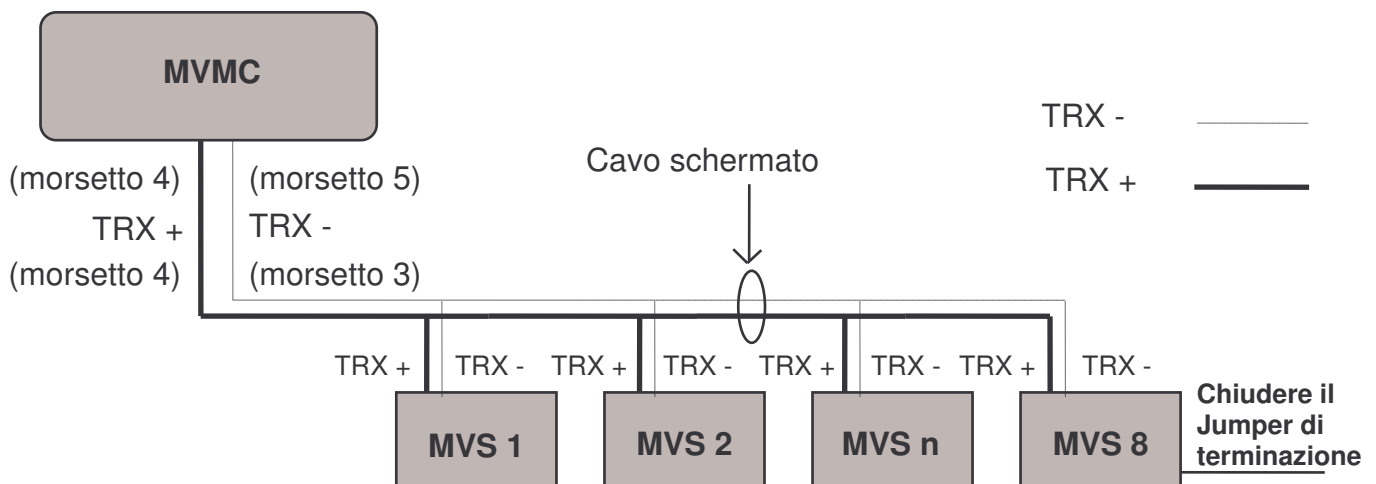 MVMC
TRX -
TRX +
Cavo schermato
(morsetto 4) (morsetto 5)
TRX + TRX -
(morsetto 4) (morsetto 3)
TRX + TRX - TRX + TRX - TRX + TRX - TRX + TRX -
MVS 1 MVS 2 MVS n MVS 8
Chiudere il
Jumper di
terminazione